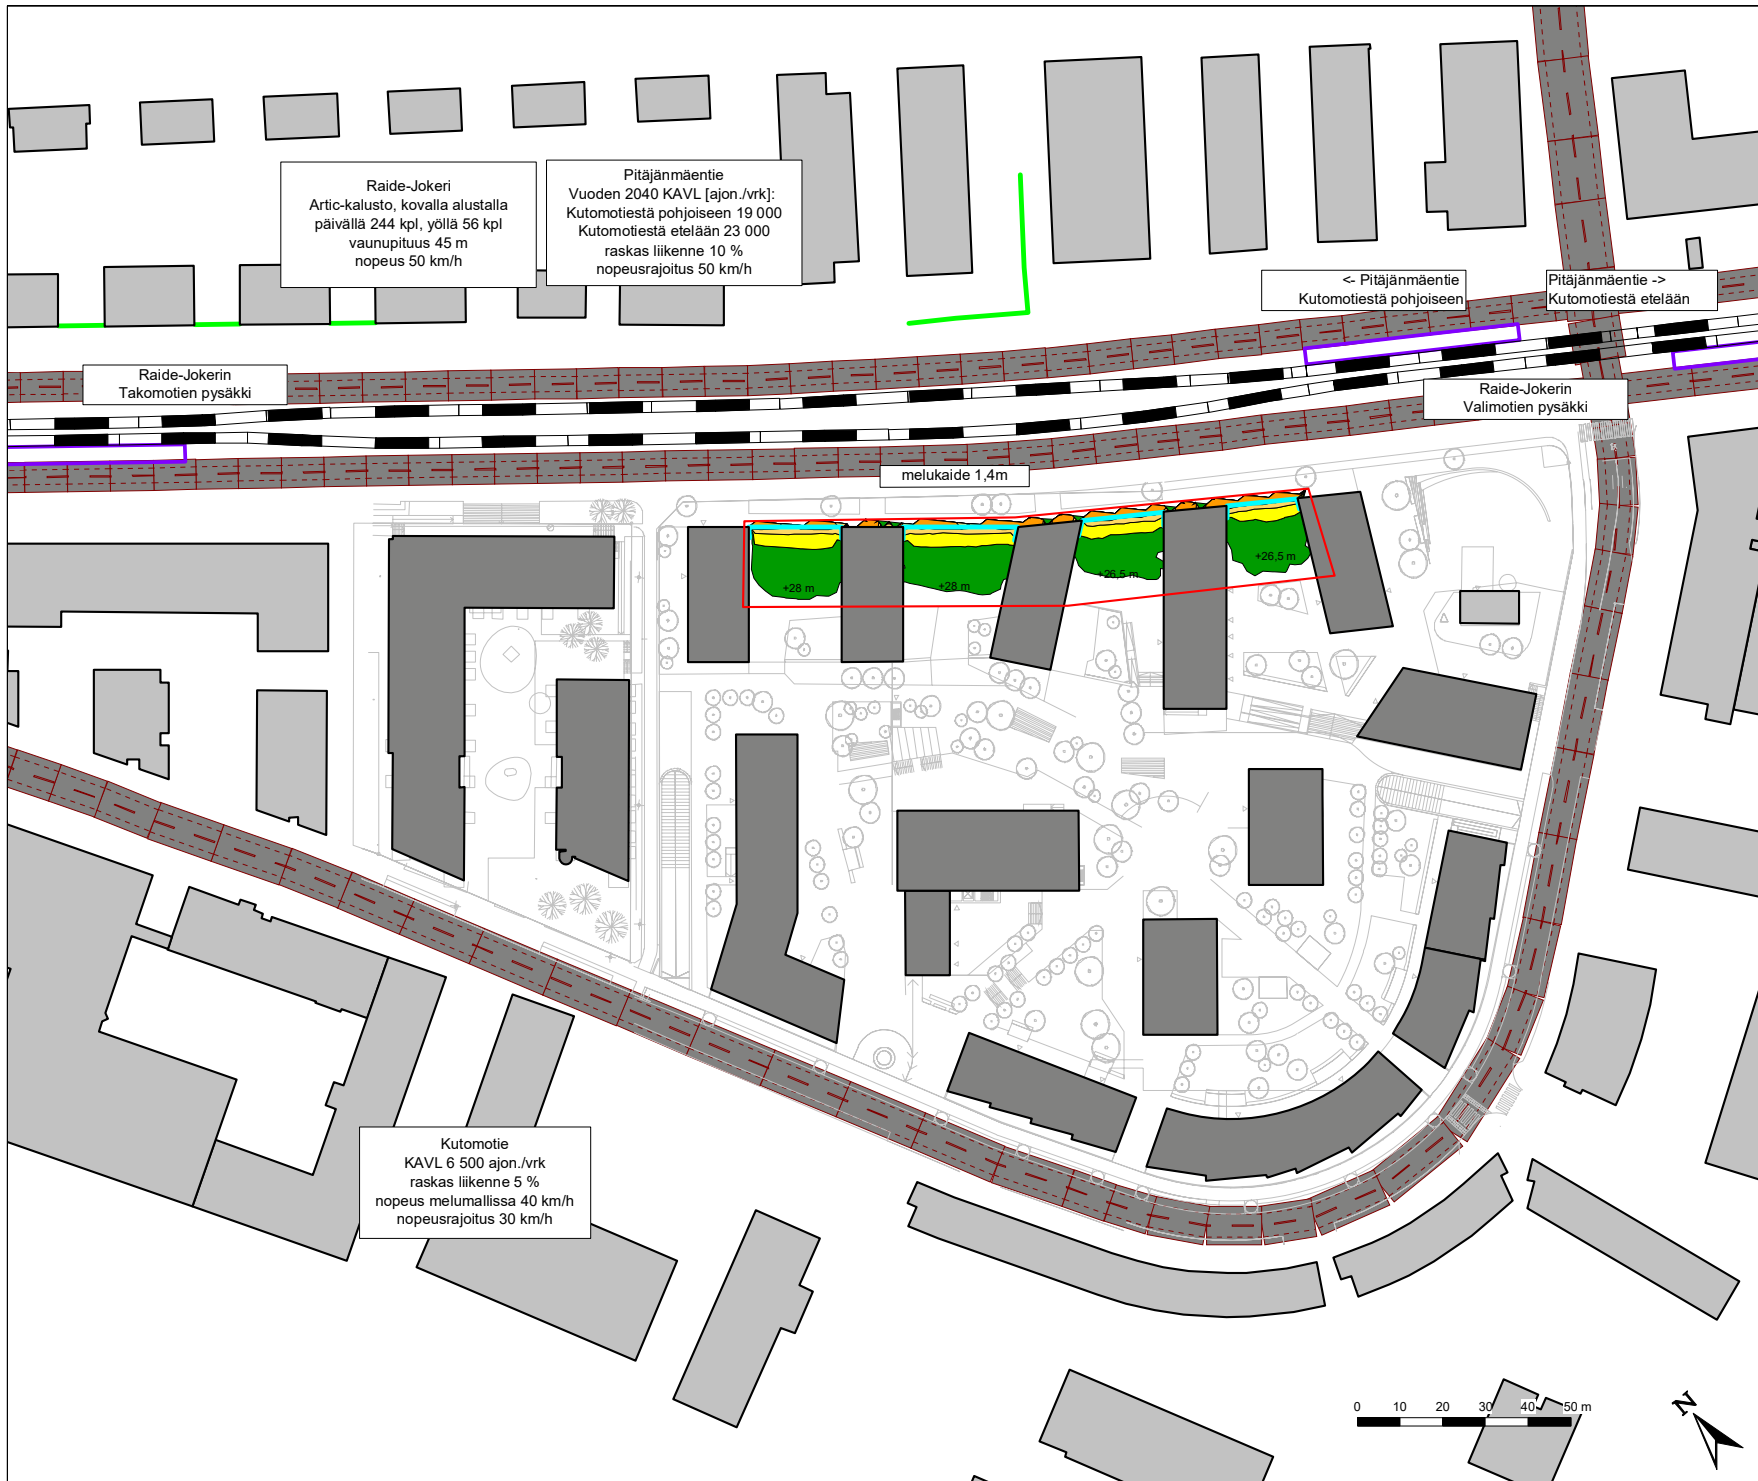 Raide-Jokeri
Artic-kalusto, kovalla alustalla
päivällä 244 kpl, yöllä 56 kpl
vaunupituus 45 m
nopeus 50 km/h
Pitäjänmäentie
Vuoden 2040 KAVL [ajon./vrk]:
Kutomotiestä pohjoiseen 19 000
Kutomotiestä etelään 23 000
raskas liikenne 10 %
nopeusrajoitus 50 km/h
<- Pitäjänmäentie
Kutomotiestä pohjoiseen
Pitäjänmäentie ->
Kutomotiestä etelään
Raide-Jokerin
Takomotien pysäkki
Raide-Jokerin
Valimotien pysäkki
melukaide 1,4m
+28 m
+28 m
+26,5 m
+26,5 m
Kutomotie
KAVL 6 500 ajon./vrk
raskas liikenne 5 %
nopeus melumallissa 40 km/h
nopeusrajoitus 30 km/h
0 10 20 30 40 50 m
N